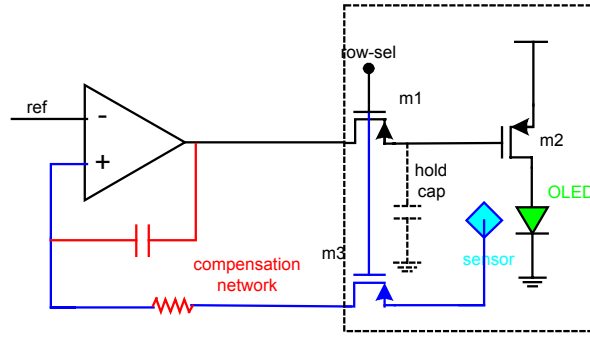 row-sel
ref
-
+
m1
m2
hold
cap
OLED
m3
sensor
compensation
network